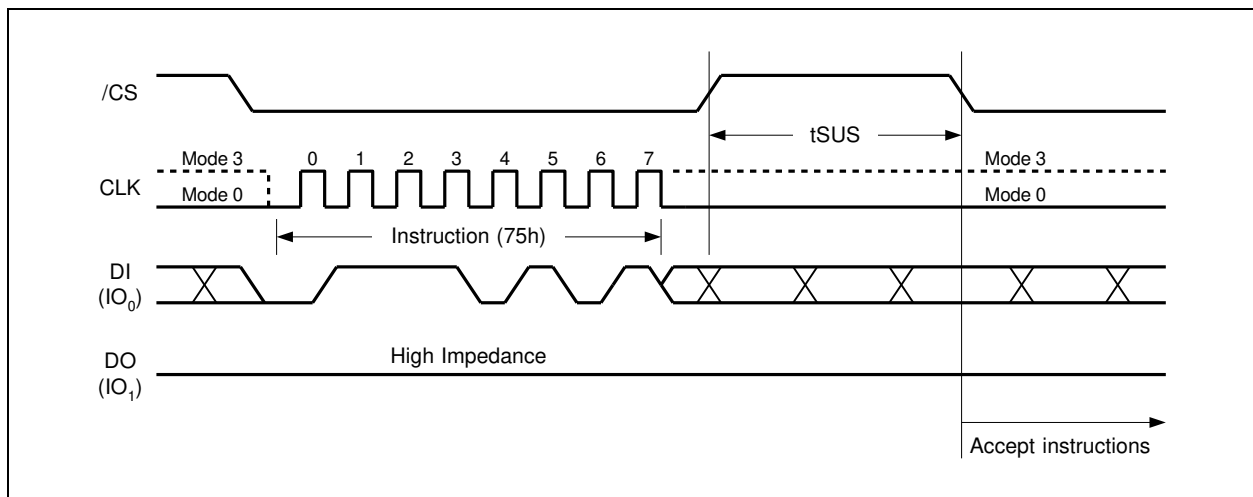 /CS
tSUS
Mode 3 0 1 2 3 4 5 6 7 Mode 3
CLK
Mode 0 Mode 0
Instruction (75h)
DI
(IO0)
High Impedance
DO
(IO1)
Accept instructions